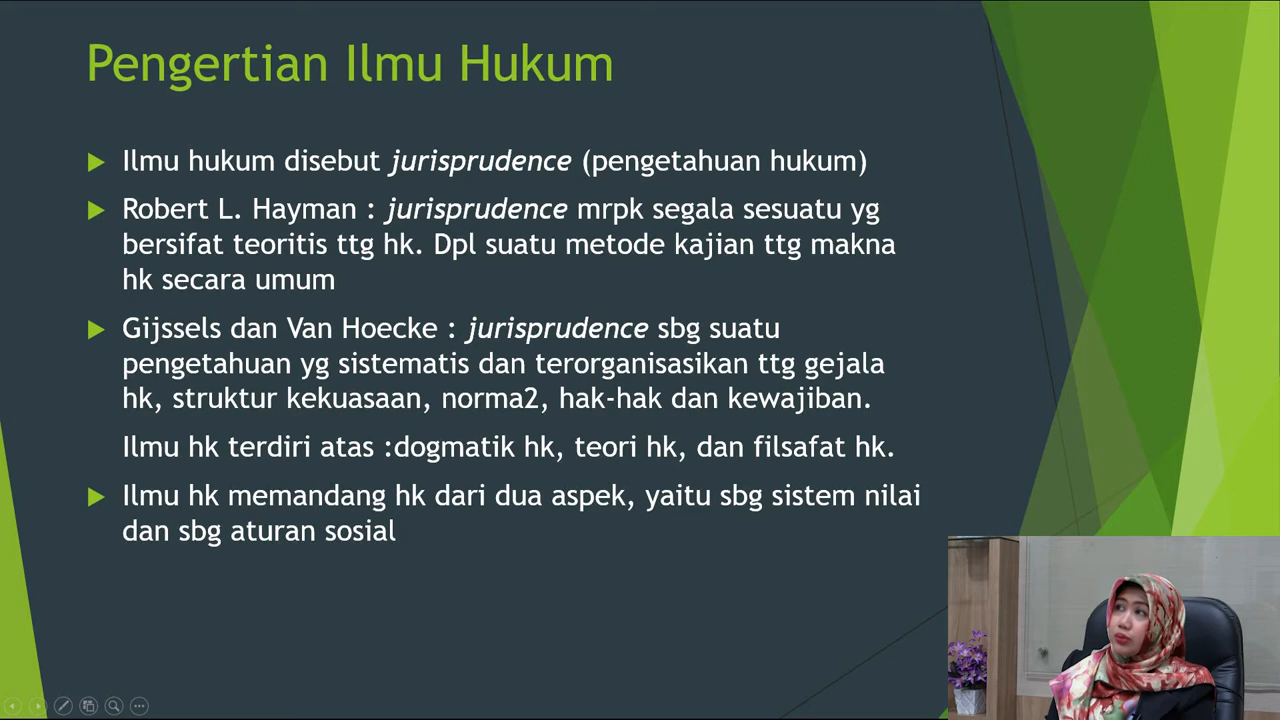 Pengertian Ilmu Hukum
Ilmu hukum disebut jurisprudence (pengetahuan hukum)
Robert L. Hayman : jurisprudence mrpk segala sesuatu yg
bersifat teoritis ttg hk. Dpl suatu metode kajian ttg makna
hk secara umum
Gijssels dan Van Hoecke : jurisprudence sbg suatu
pengetahuan yg sistematis dan terorganisasikan ttg gejala
hk, struktur kekuasaan, norma2, hak-hak dan kewajiban.
Ilmu hk terdiri atas :dogmatik hk, teori hk, dan filsafat hk.
Ilmu hk memandang hk dari dua aspek, yaitu sbg sistem nilai
dan sbg aturan sosial